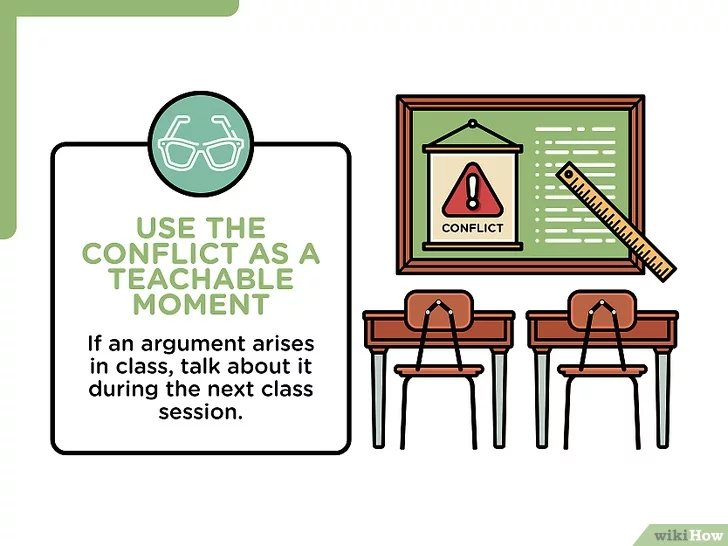 USE THE
CONFLICT AS A
TEACHABLE
MOMENT
If an argument arises
in class, talk about it
during the next class
session.
CONFLICT
wikiHow